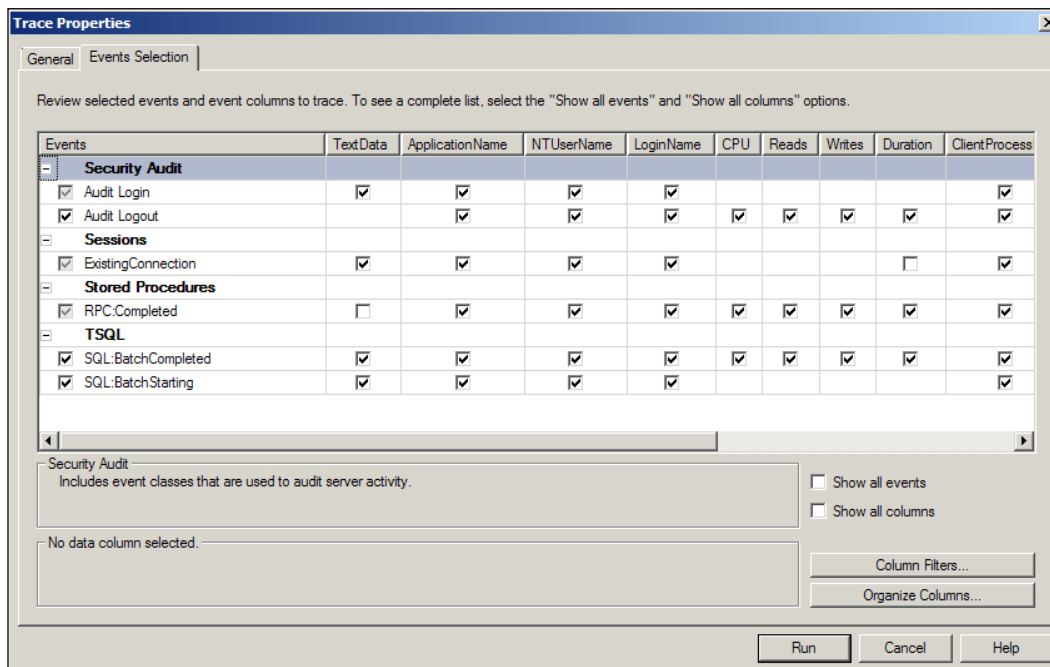 Trace Properties
General Events Selection
Review selected events and event columns to trace. To see a complete list, select the "Show all events" and "Show all columns" options.
Events TextData ApplicationName NTUserName LoginName CPU Reads Writes Duration ClientProcess
Security Audit
Audit Login
Audit Logout
Sessions
ExistingConnection
Stored Procedures
RPC:Completed
TSQL
SQL:BatchCompleted
SQL:BatchStarting
Security Audit
Includes event classes that are used to audit server activity.
Show all events
Show all columns
No data column selected.
Column Filters...
Organize Columns...
Run Cancel Help